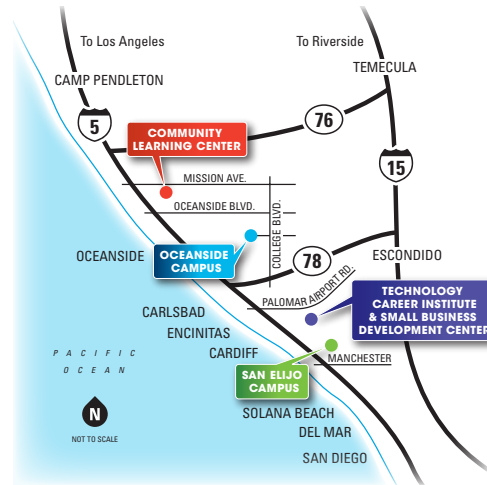 To Los Angeles
To Riverside
TEMECULA
CAMP PENDLETON
5
76
COMMUNITY
LEARNING CENTER
15
MISSION AVE.
OCEANSIDE BLVD.
COLLEGE BLVD.
OCEANSIDE
OCEANSIDE
CAMPUS
78
ESCONDIDO
PALOMAR AIRPORT RD.
TECHNOLOGY
CAREER INSTITUTE
& SMALL BUSINESS
DEVELOPMENT CENTER
CARLSBAD
ENCINITAS
CARDIFF
PACIFIC
OCEAN
MANCHESTER
SAN ELIJO
CAMPUS
N
NOT TO SCALE
SOLANA BEACH
DEL MAR
SAN DIEGO